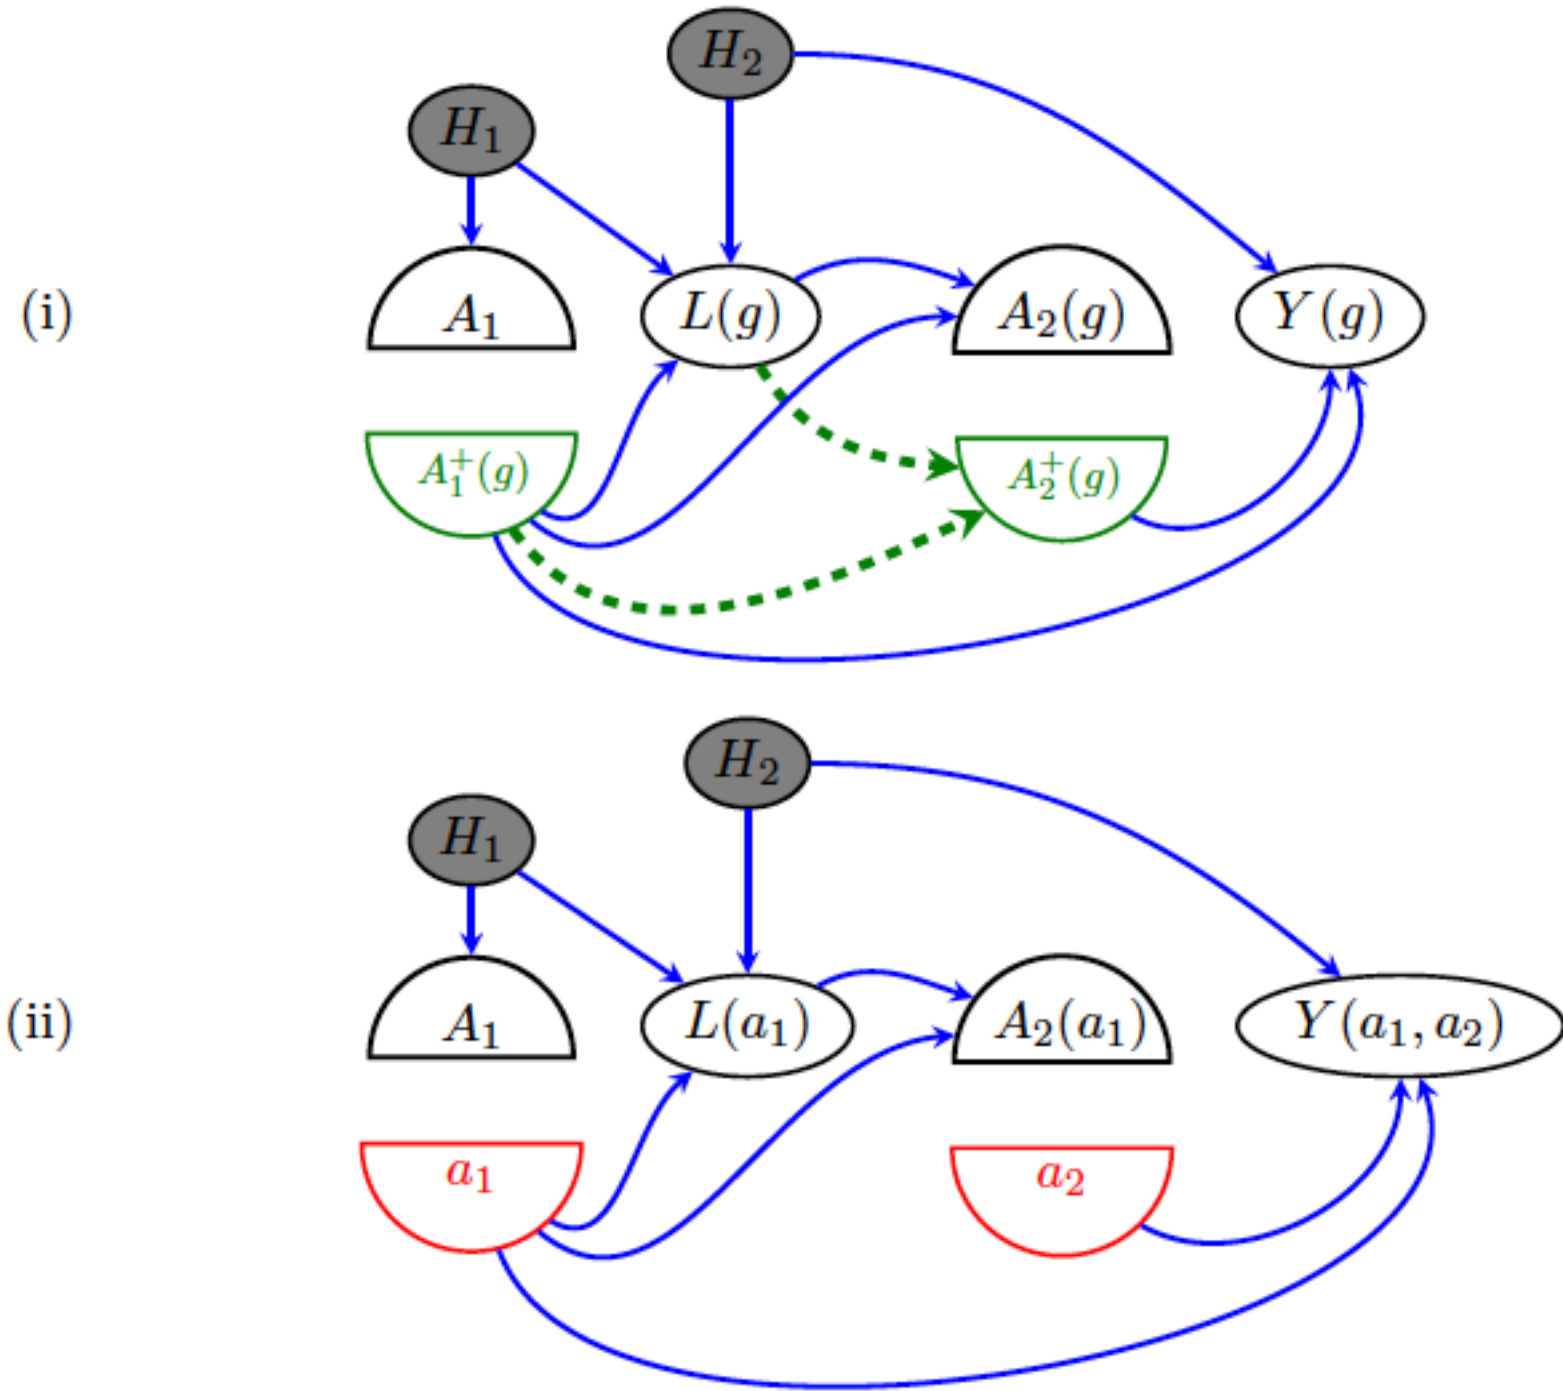 H₂
H₁
(i)
A₁
L(g)
A₂(g)
Y(g)
A₁⁺(g)
A₂⁺(g)
H₂
H₁
(ii)
A₁
L(a₁)
A₂(a₁)
Y(a₁, a₂)
a₁
a₂